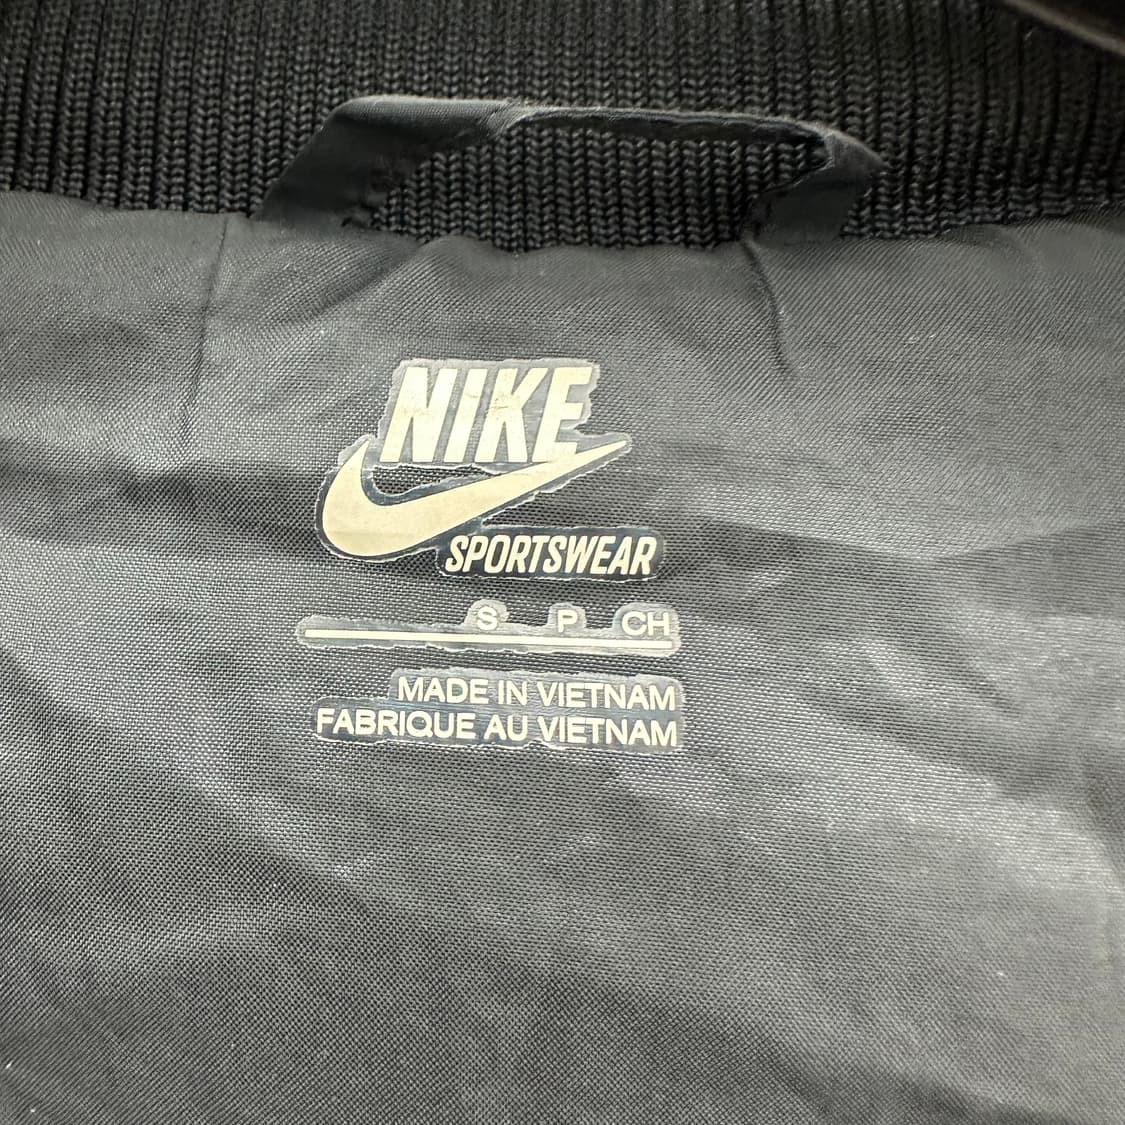 NIKE
SPORTSWEAR
S P CH
MADE IN VIETNAM
FABRIQUE AU VIETNAM